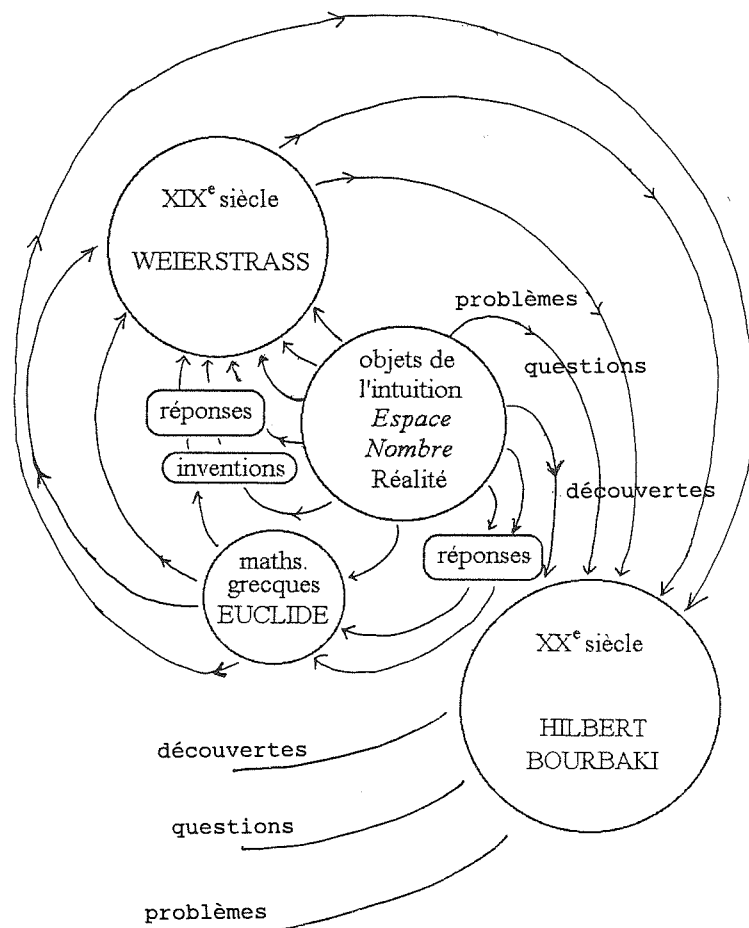 XIXe siècle
WEIERSTRASS
problèmes
objets de
l'intuition
questions
Espace
Nombre
Réalité
réponses
inventions
découvertes
maths.
grecques
EUCLIDE
réponses
XXe siècle
HILBERT
BOURBAKI
découvertes
questions
problèmes